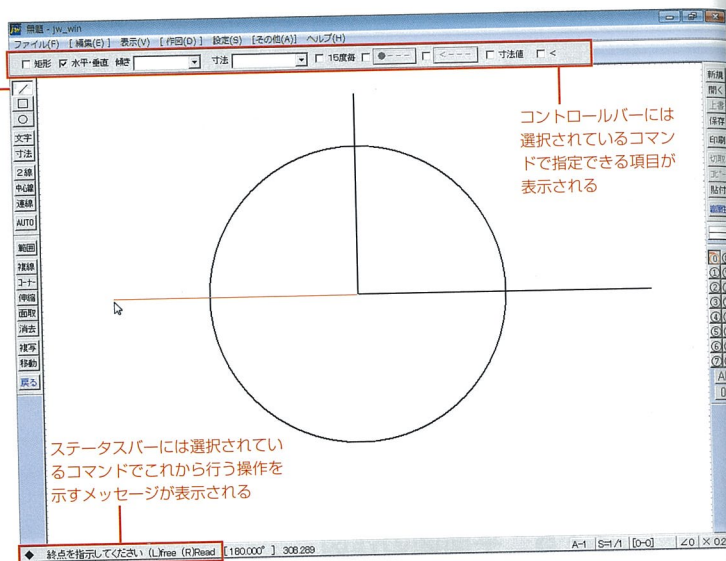 無題 - jw_win
ファイル(F) [編集(E)] 表示(V) [作図(D)] 設定(S) [その他(A)] ヘルプ(H)
矩形 水平・垂直 傾き 寸法 15度毎 ●--- <--- 寸法値 <
コントロールバーには
選択されているコマン
ドで指定できる項目が
表示される
文字
寸法
2線
中心線
連線
AUTO
範囲
複線
コーナー
伸縮
面取
消去
複写
移動
戻る
新規
開く
上書
保存
印刷
切取
コピー
貼付
ステータスバーには選択されてい
るコマンドでこれから行う操作を
示すメッセージが表示される
◆ 終点を指示してください (L)free (R)Read [180.000°] 308.289
A-1 S=1/1 [0-0] ∠0 × 0.2